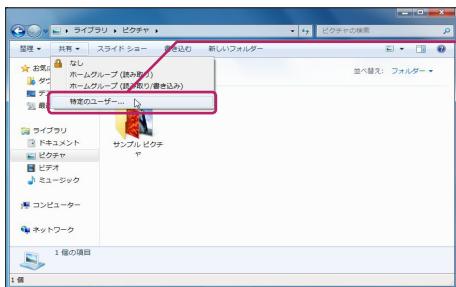 ライブラリ ▸ ピクチャ ▸
ピクチャの検索
整理 ▼ 共有 ▼ スライド ショー 書き込む 新しいフォルダー
なし
ホームグループ (読み取り)
ホームグループ (読み取り/書き込み)
特定のユーザー...
並べ替え: フォルダー ▼
お気
ダウ
デ
最
ライブラリ
ドキュメント
ピクチャ
ビデオ
ミュージック
コンピューター
ネットワーク
サンプル ピクチ
ャ
1 個の項目
1 個